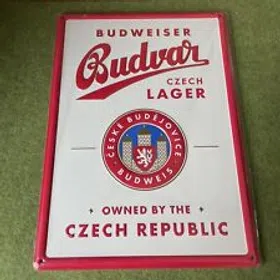 BUDWEISER
Budvar
CZECH
LAGER
ČESKÉ BUDĚJOVICE
BUDWEIS
OWNED BY THE
CZECH REPUBLIC